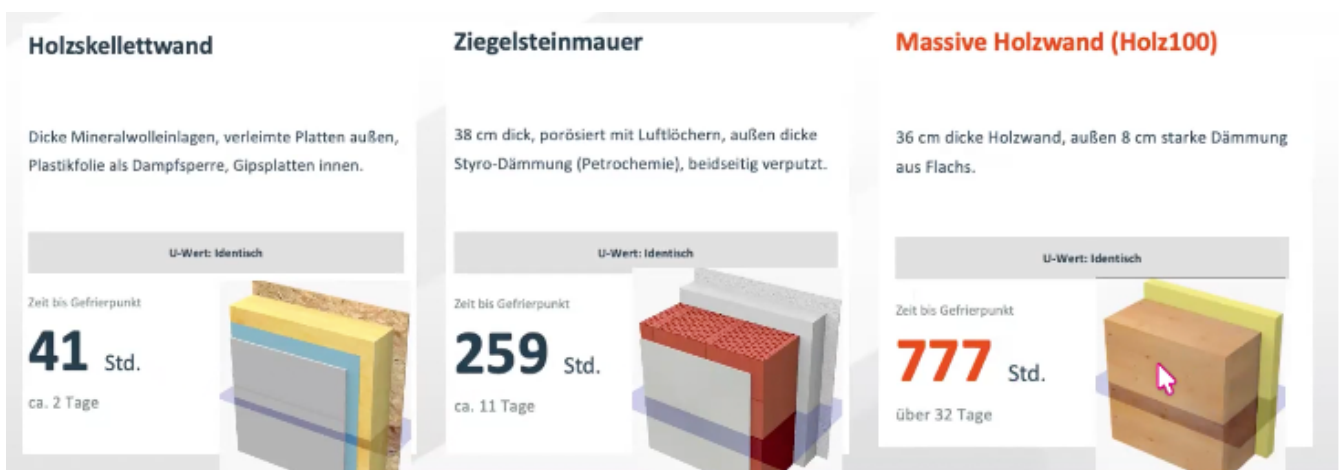 Holzskellettwand
Dicke Mineralwolleinlagen, verleimte Platten außen,
Plastikfolie als Dampfsperre, Gipsplatten innen.
U-Wert: Identisch
Zeit bis Gefrierpunkt
41 Std.
ca. 2 Tage
Ziegelsteinmauer
38 cm dick, porösiert mit Luftlöchern, außen dicke
Styro-Dämmung (Petrochemie), beidseitig verputzt.
U-Wert: Identisch
Zeit bis Gefrierpunkt
259 Std.
ca. 11 Tage
Massive Holzwand (Holz100)
36 cm dicke Holzwand, außen 8 cm starke Dämmung
aus Flachs.
U-Wert: Identisch
Zeit bis Gefrierpunkt
777 Std.
über 32 Tage